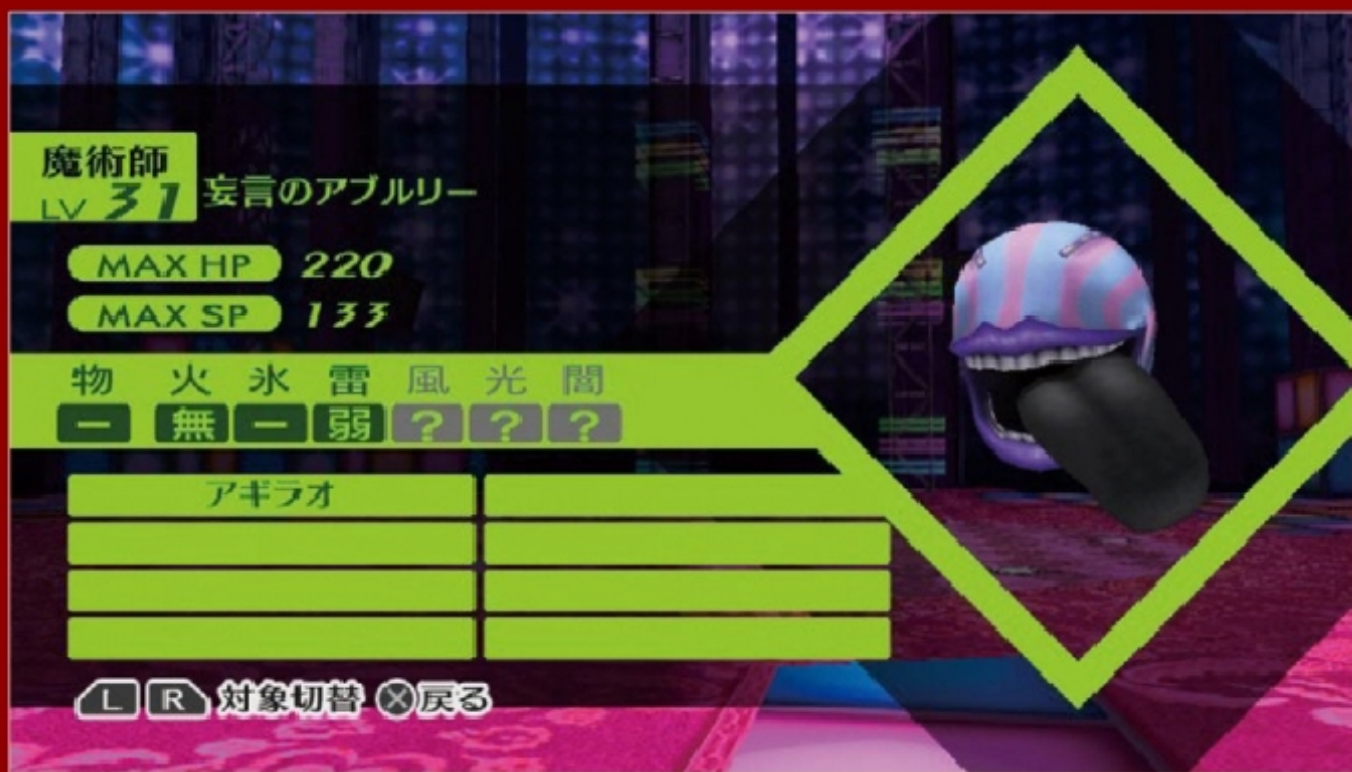 魔術師
LV 31 妄言のアブルリー
MAX HP 220
MAX SP 133
物 火 氷 雷 風 光 闇
ー 無 ー 弱 ? ? ?
アギラオ
L R 対象切替 ×戻る